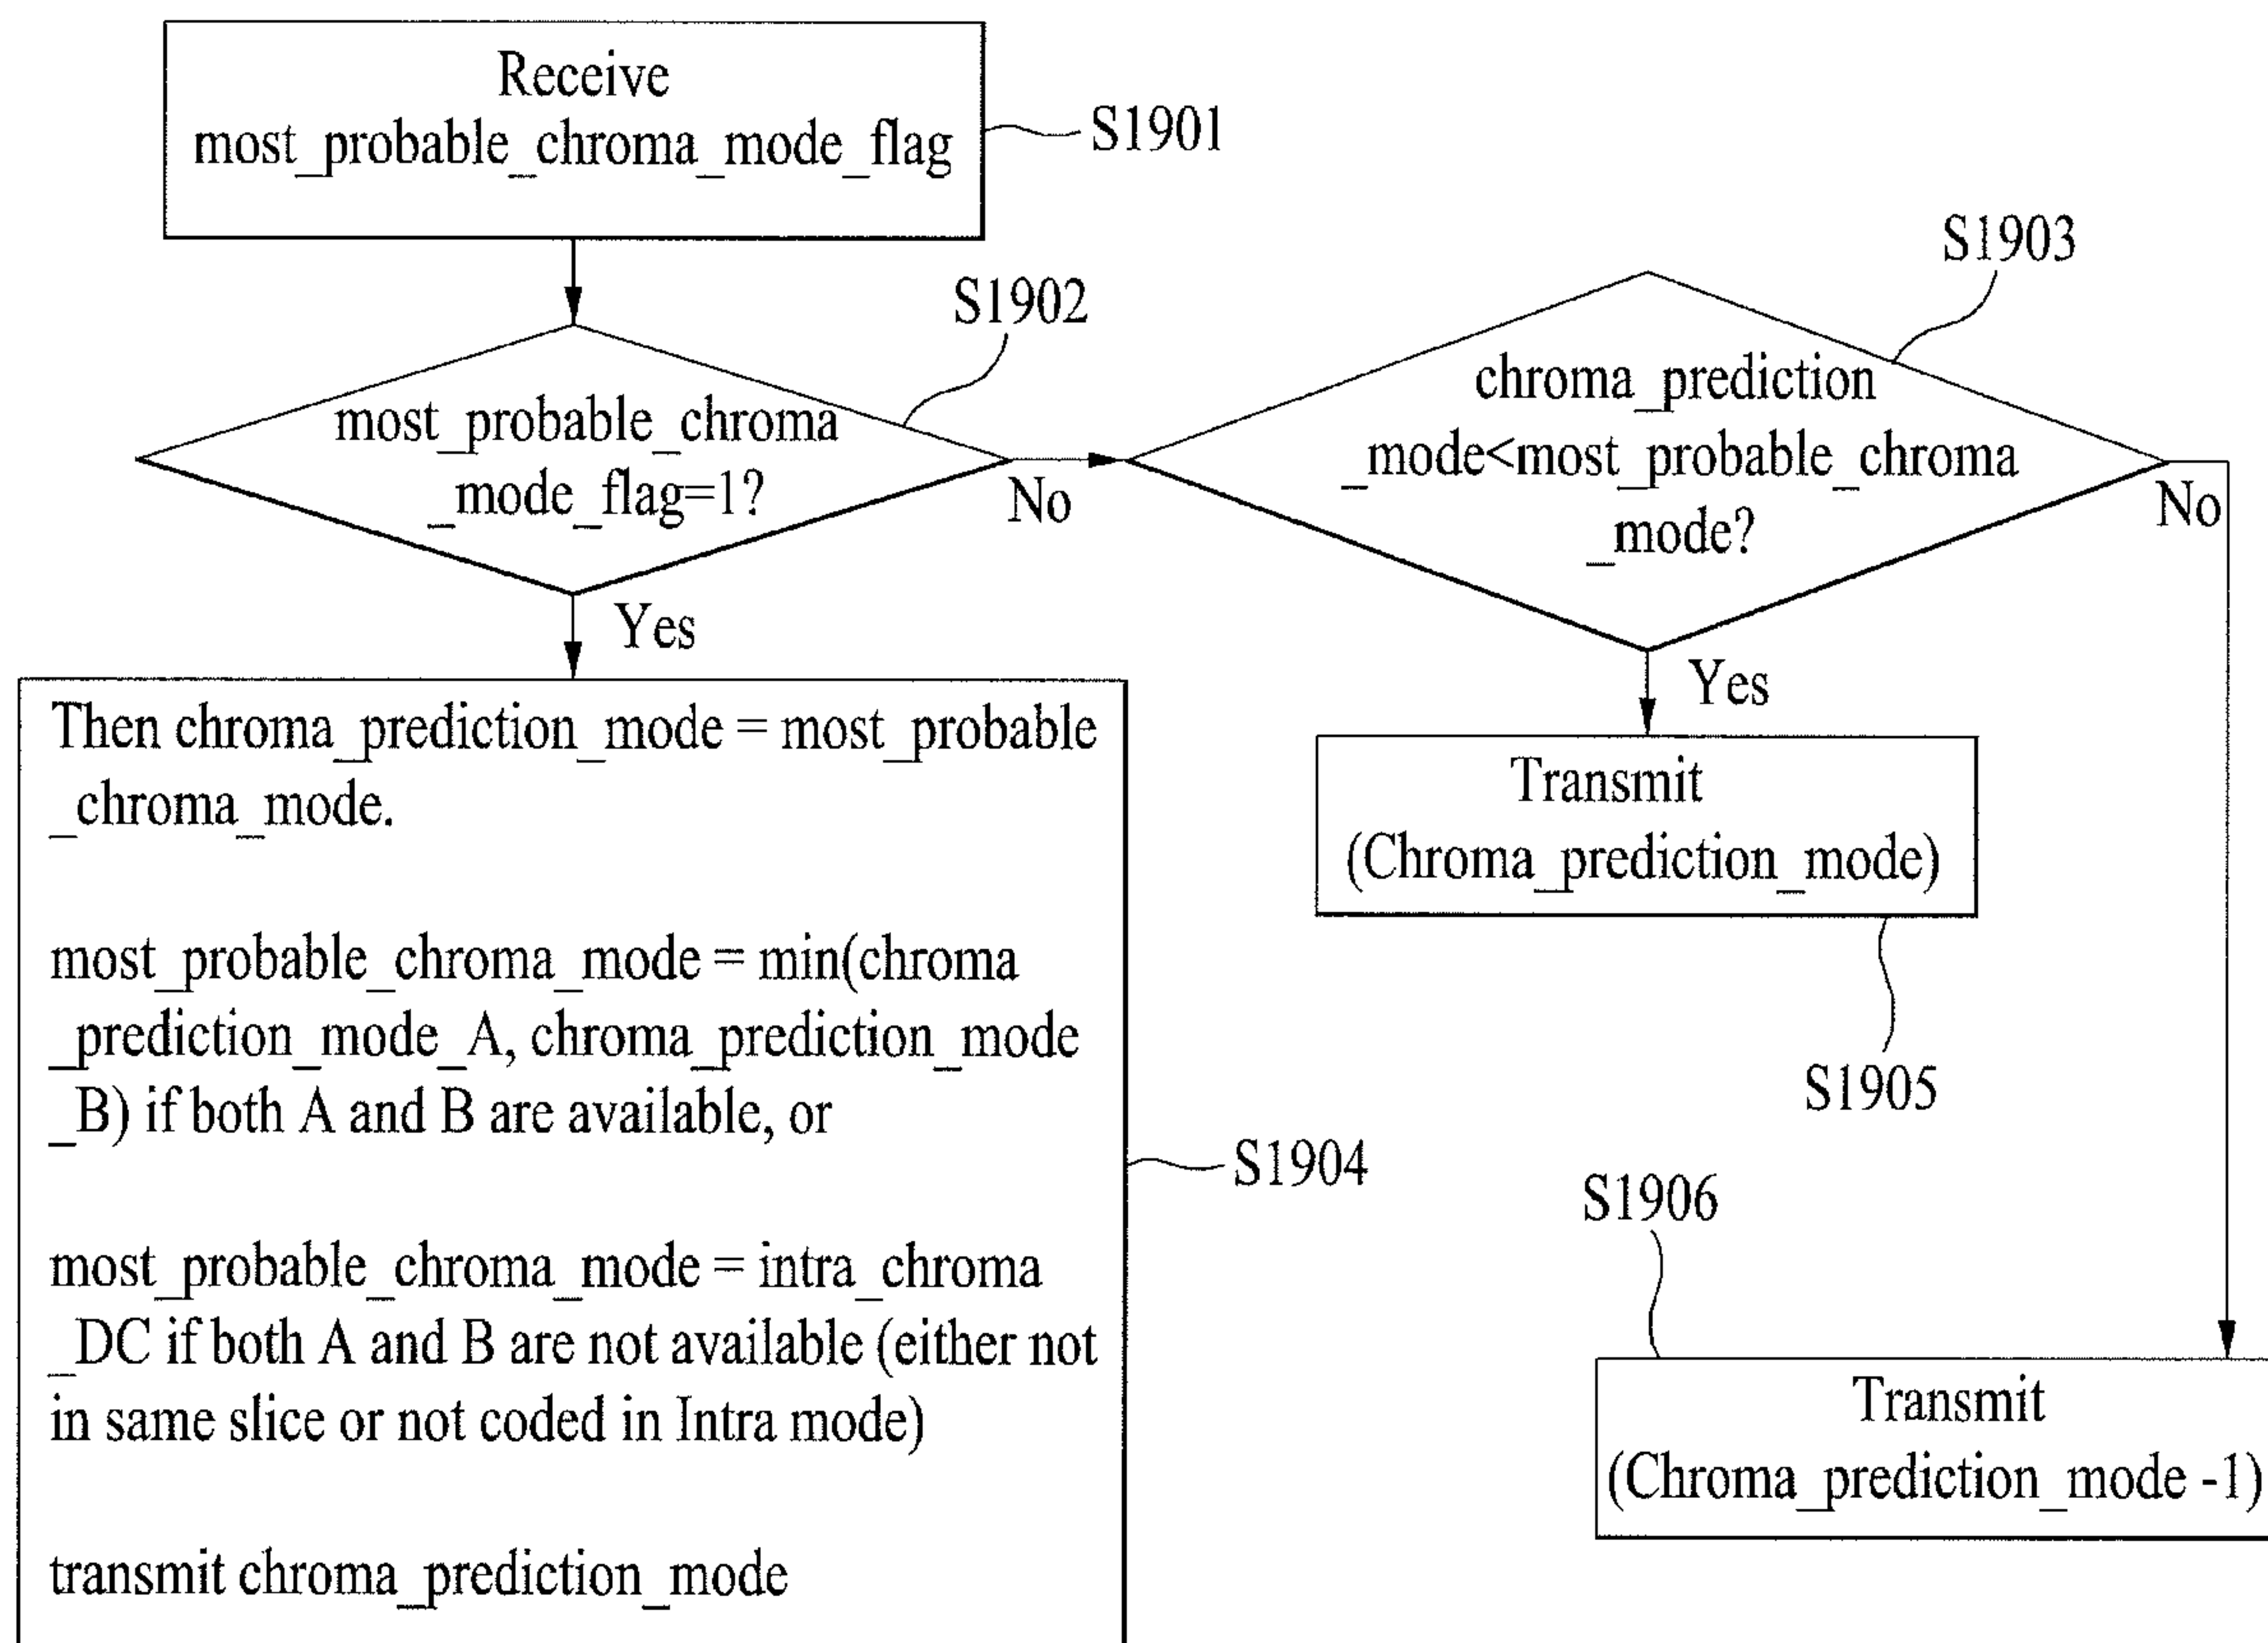 Receive
most_probable_chroma_mode_flag
S1901
S1902
most_probable_chroma
_mode_flag=1?
No
Yes
S1903
chroma_prediction
_mode<most_probable_chroma
_mode?
No
Yes
Then chroma_prediction_mode = most_probable
_chroma_mode.
most_probable_chroma_mode = min(chroma
_prediction_mode_A, chroma_prediction_mode
_B) if both A and B are available, or
most_probable_chroma_mode = intra_chroma
_DC if both A and B are not available (either not
in same slice or not coded in Intra mode)
transmit chroma_prediction_mode
S1904
Transmit
(Chroma_prediction_mode)
S1905
S1906
Transmit
(Chroma_prediction_mode -1)